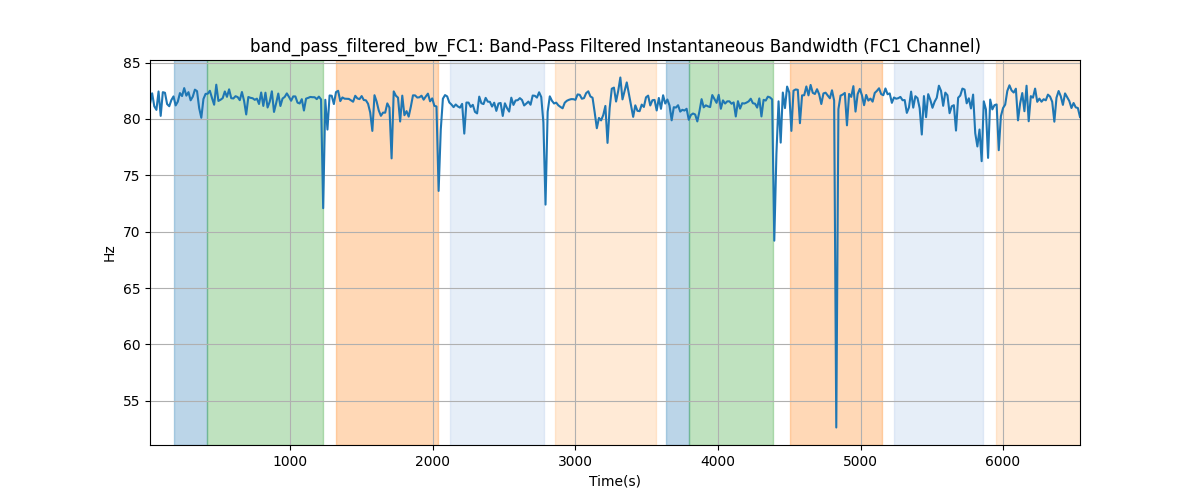 band_pass_filtered_bw_FC1: Band-Pass Filtered Instantaneous Bandwidth (FC1 Channel)
85
80
75
70
65
60
55
Hz
1000 2000 3000 4000 5000 6000
Time(s)